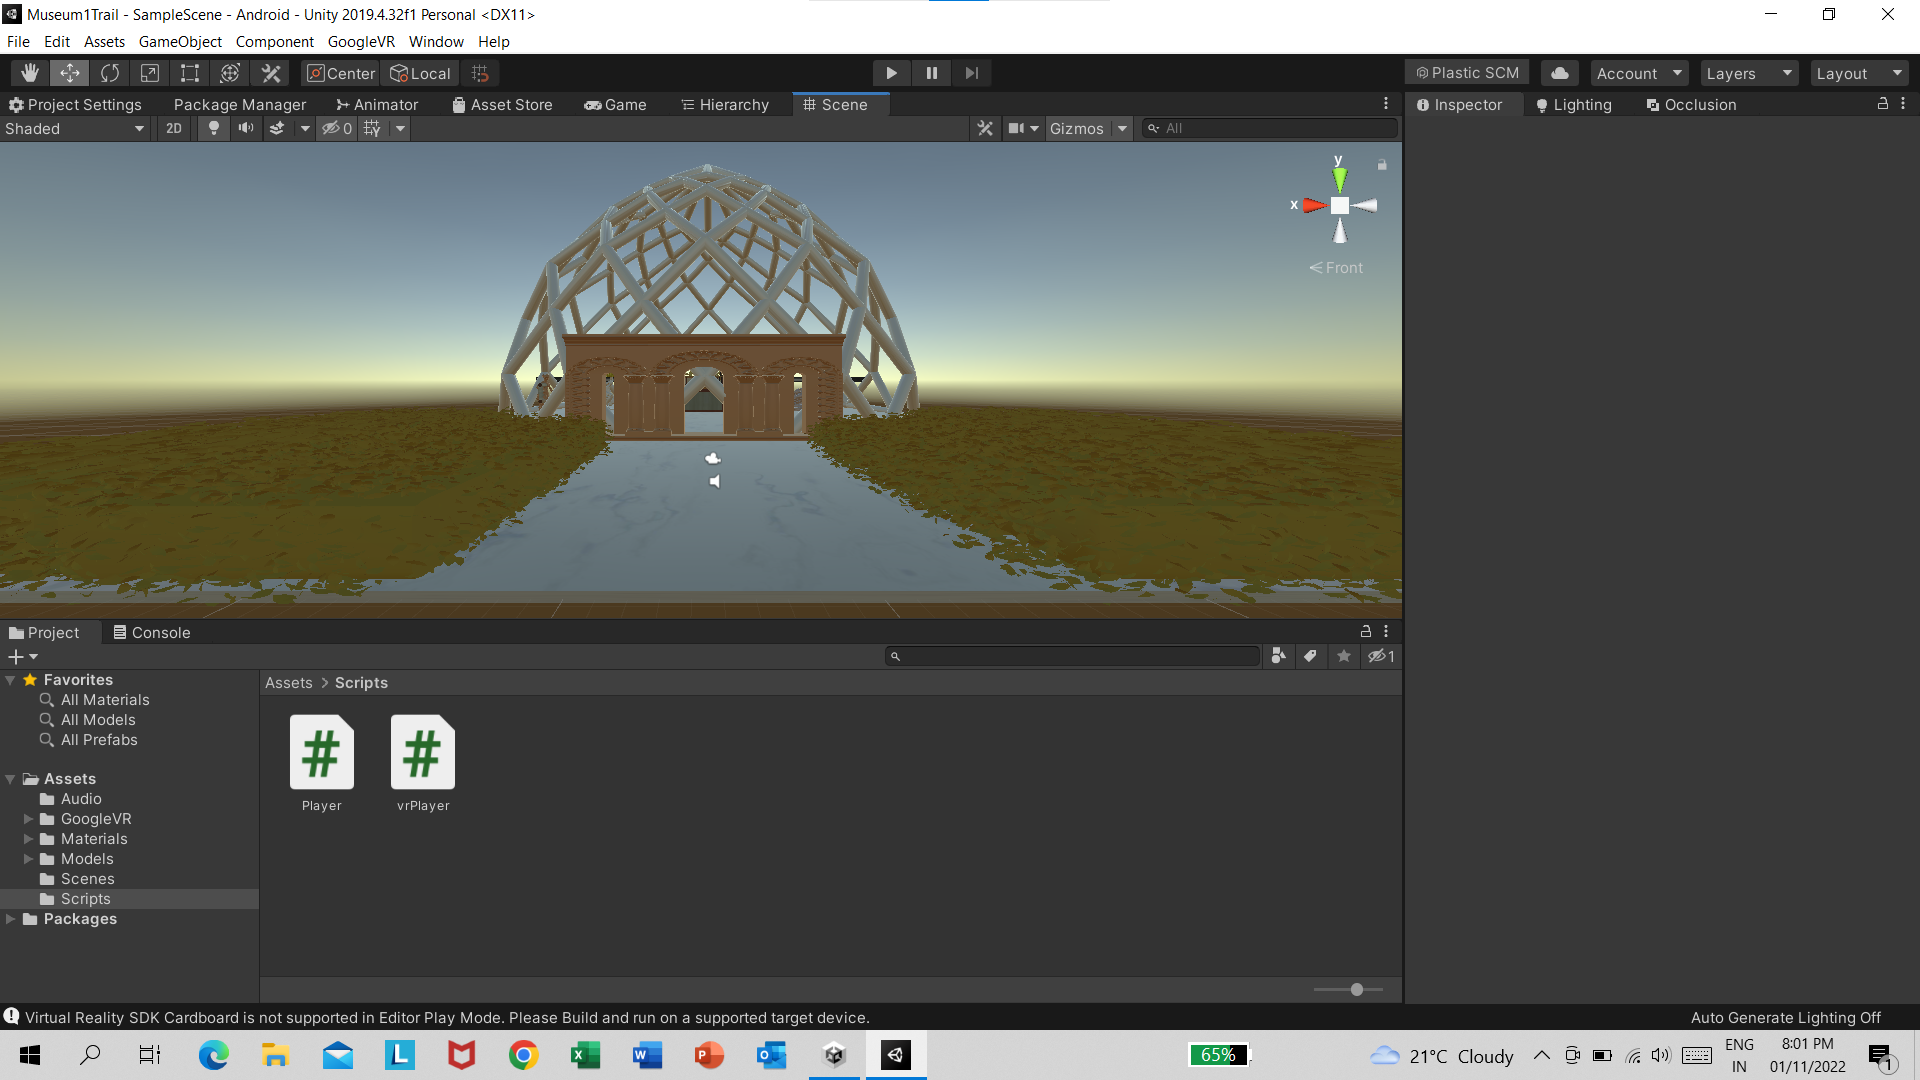 Museum1Trail - SampleScene - Android - Unity 2019.4.32f1 Personal <DX11>
File Edit Assets GameObject Component GoogleVR Window Help
Center Local Plastic SCM Account Layers Layout
Project Settings Package Manager Animator Asset Store Game Hierarchy Scene Inspector Lighting Occlusion
Shaded 2D 0 Gizmos All
y
x
Front
Project Console
1
Favorites
All Materials
All Models
All Prefabs
Assets
Audio
GoogleVR
Materials
Models
Scenes
Scripts
Packages
Assets > Scripts
Player vrPlayer
Virtual Reality SDK Cardboard is not supported in Editor Play Mode. Please Build and run on a supported target device.
Auto Generate Lighting Off
65%
21°C Cloudy
ENG
IN
8:01 PM
01/11/2022
1